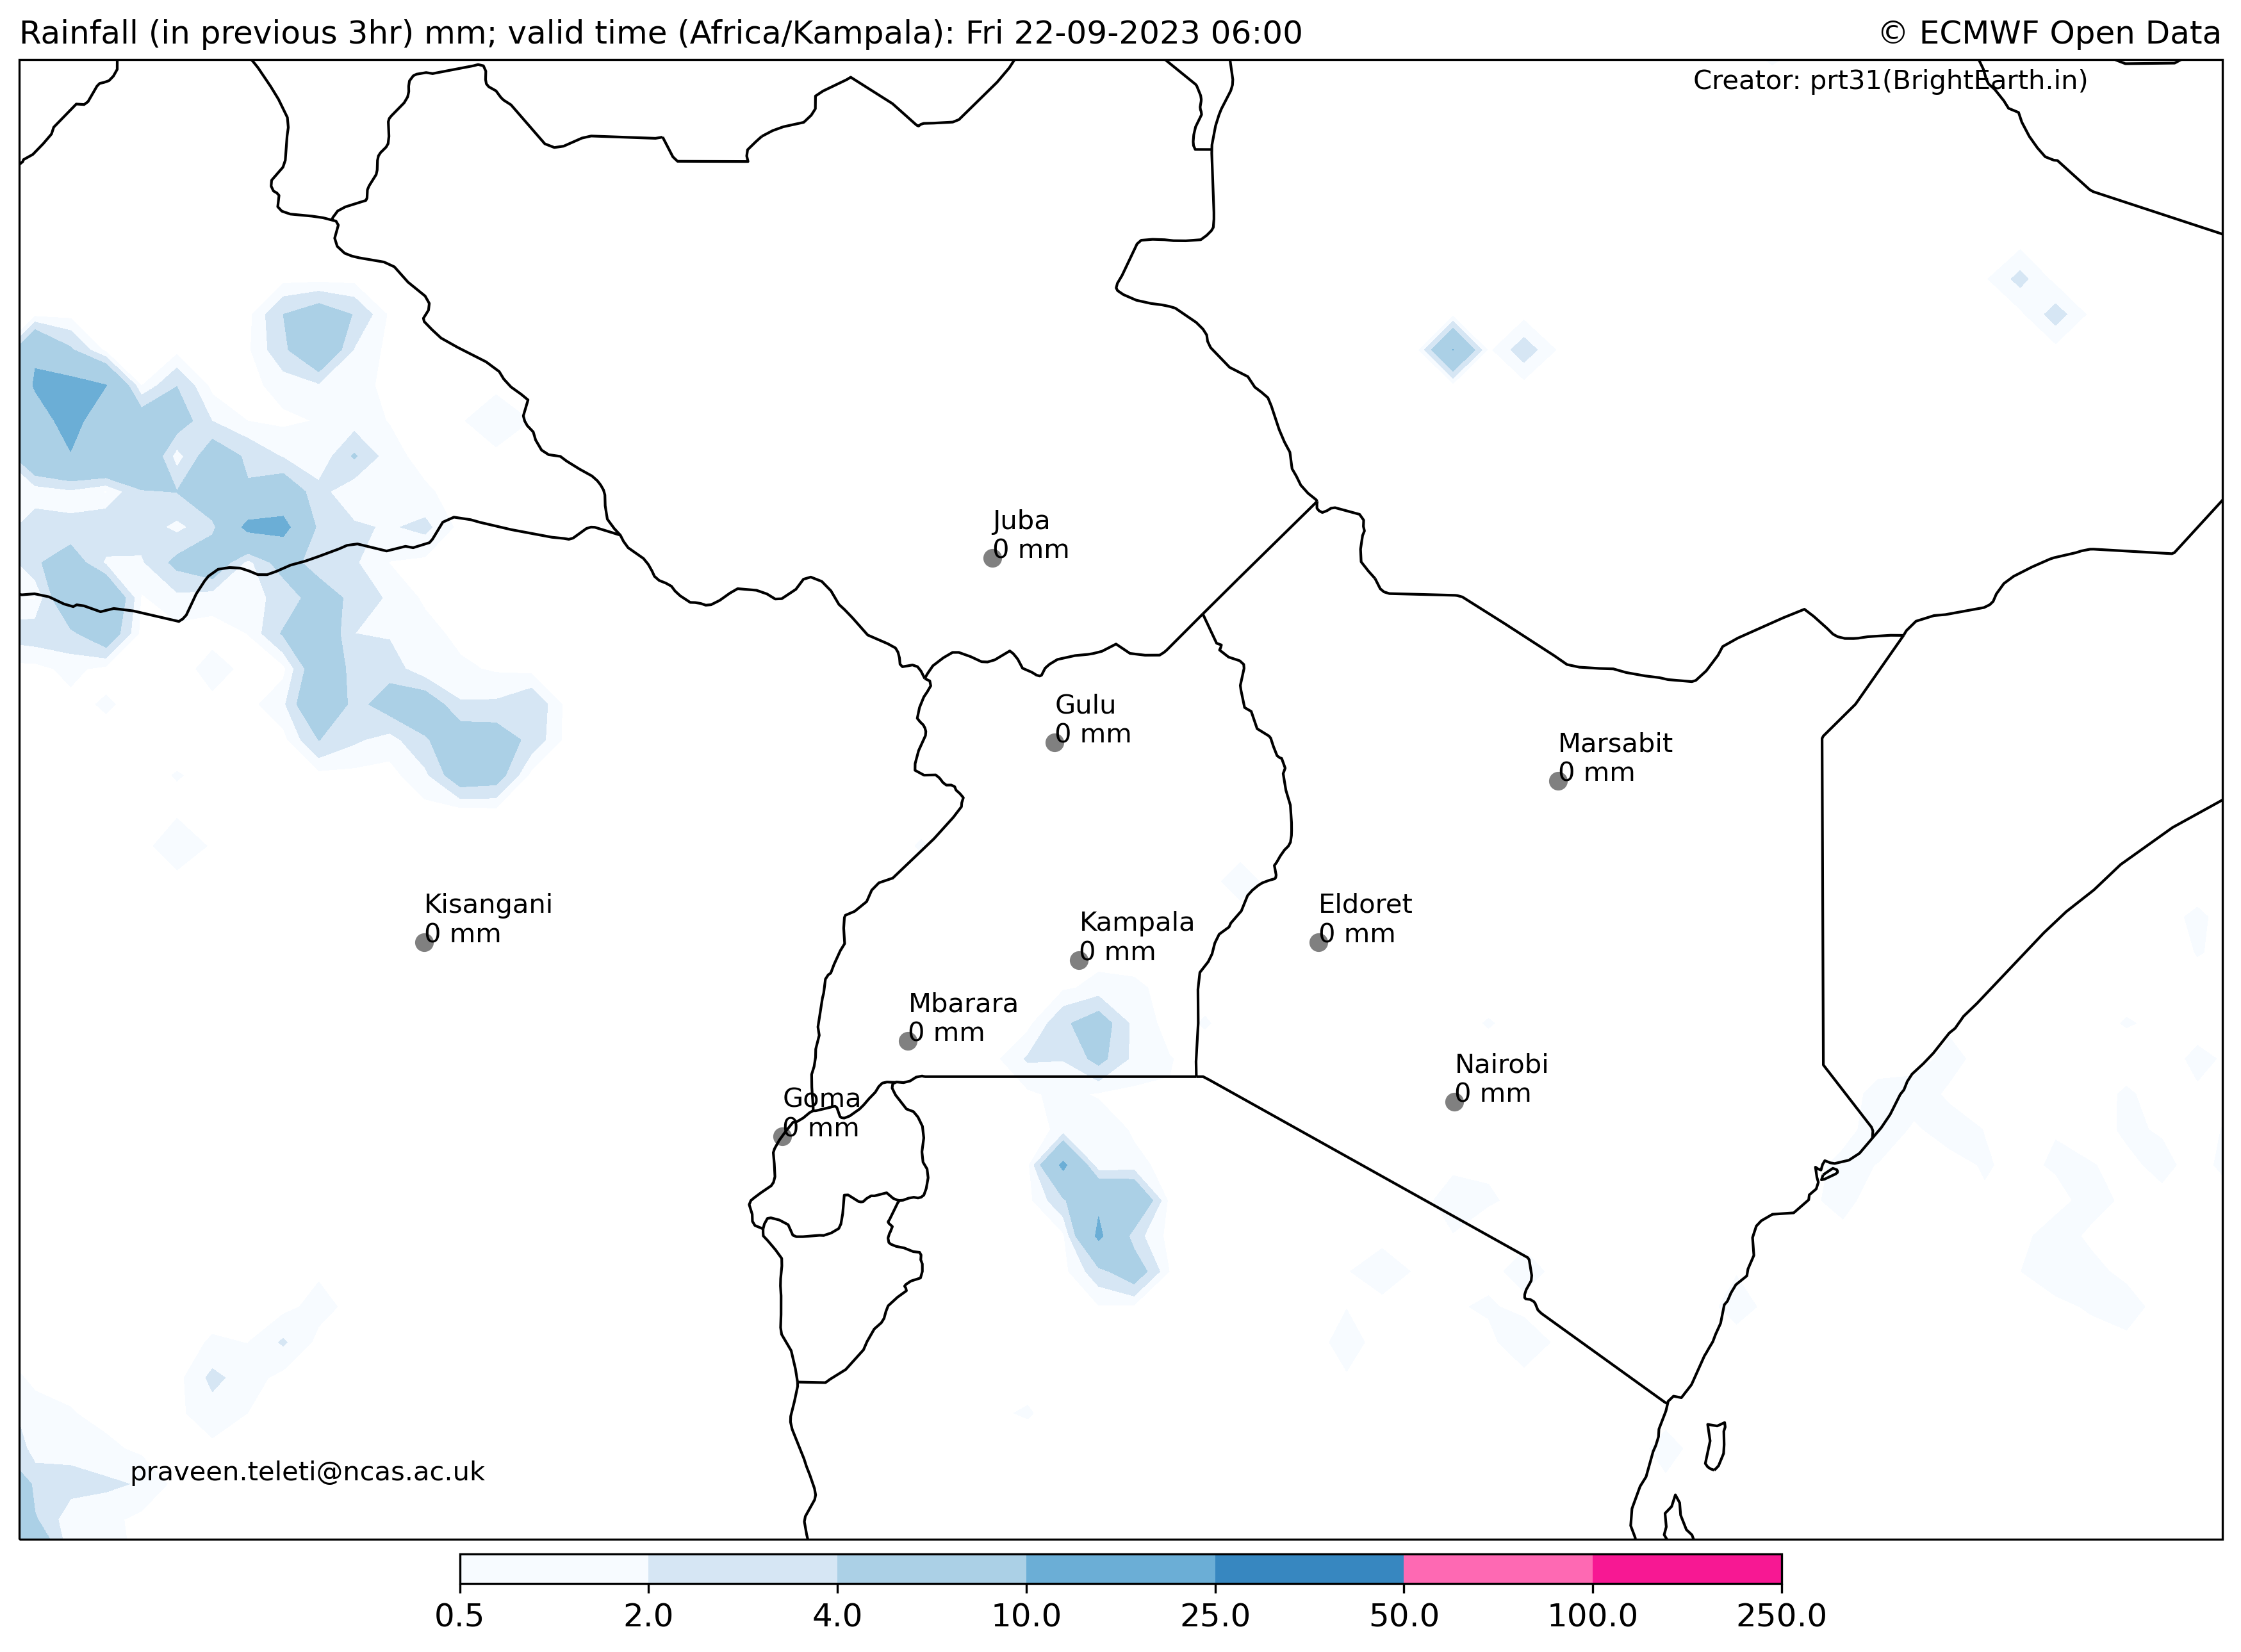 Rainfall (in previous 3hr) mm; valid time (Africa/Kampala): Fri 22-09-2023 06:00
© ECMWF Open Data
Creator: prt31(BrightEarth.in)
Juba
0 mm
Gulu
0 mm
Marsabit
0 mm
Kisangani
0 mm
Kampala
0 mm
Eldoret
0 mm
Mbarara
0 mm
Nairobi
0 mm
Goma
0 mm
praveen.teleti@ncas.ac.uk
0.5 2.0 4.0 10.0 25.0 50.0 100.0 250.0